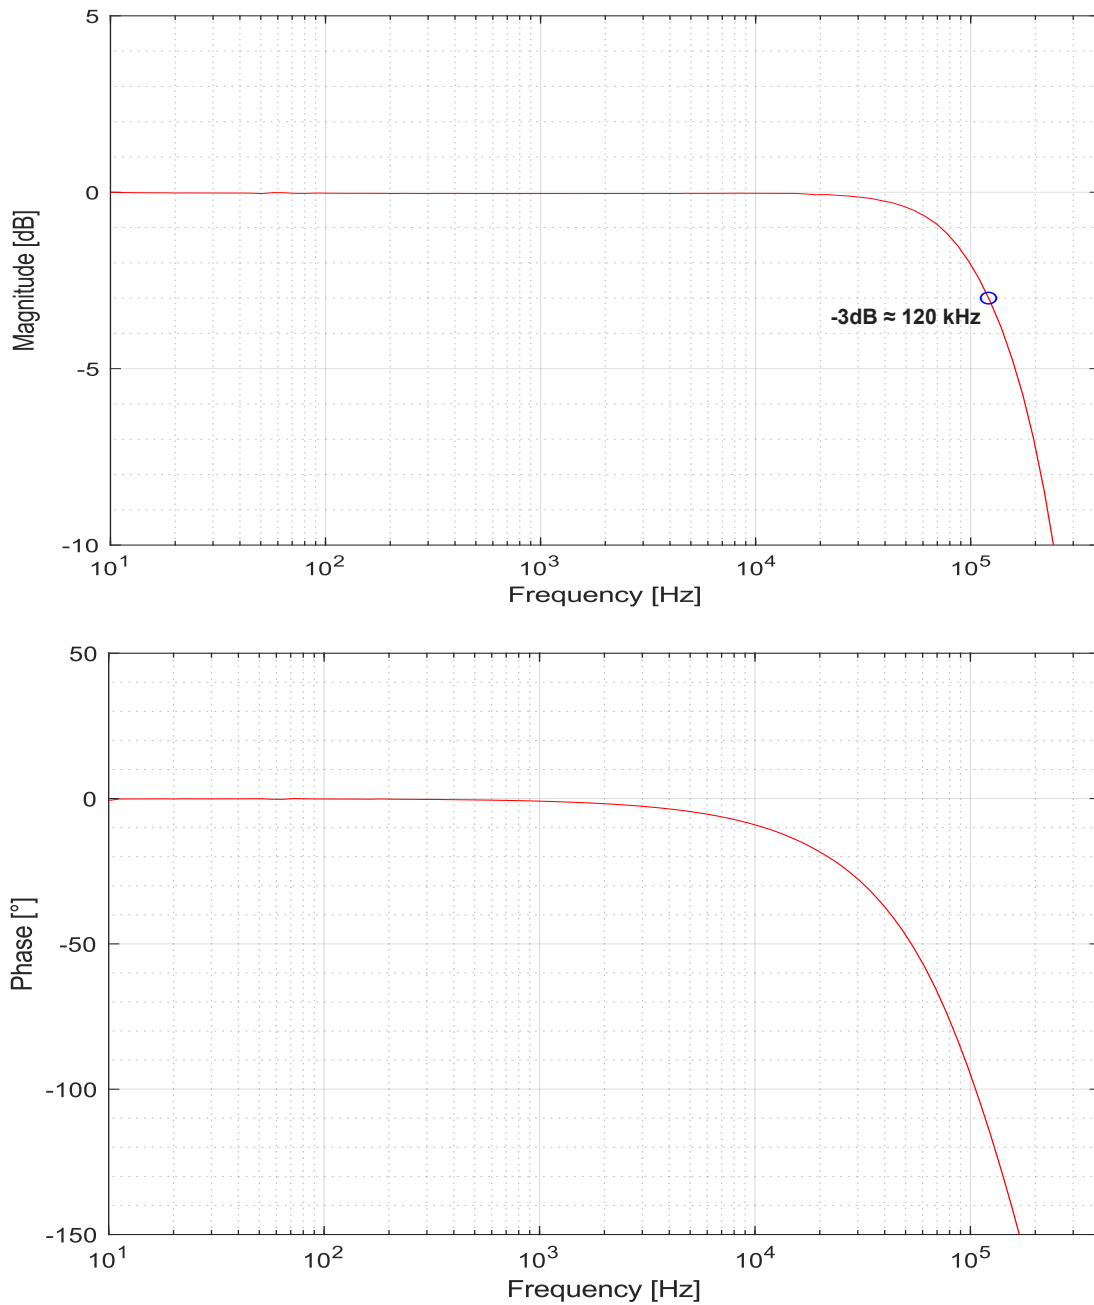 5
0
-5
-10
Magnitude [dB]
-3dB ≈ 120 kHz
10¹ 10² 10³ 10⁴ 10⁵
Frequency [Hz]
50
0
-50
-100
-150
Phase [°]
10¹ 10² 10³ 10⁴ 10⁵
Frequency [Hz]